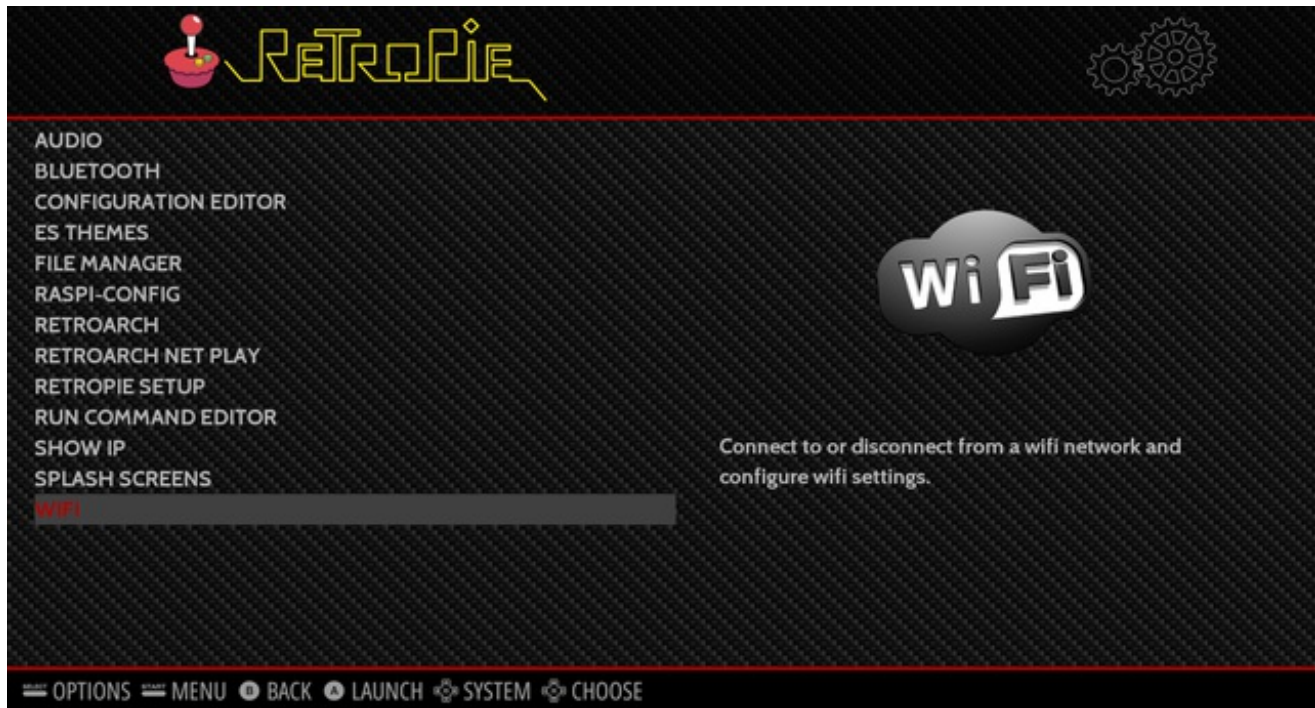 RETROPIE
AUDIO
BLUETOOTH
CONFIGURATION EDITOR
ES THEMES
FILE MANAGER
RASPI-CONFIG
RETROARCH
RETROARCH NET PLAY
RETROPIE SETUP
RUN COMMAND EDITOR
SHOW IP
SPLASH SCREENS
WIFI
Wi Fi
Connect to or disconnect from a wifi network and
configure wifi settings.
SELECT OPTIONS START MENU B BACK A LAUNCH SYSTEM CHOOSE